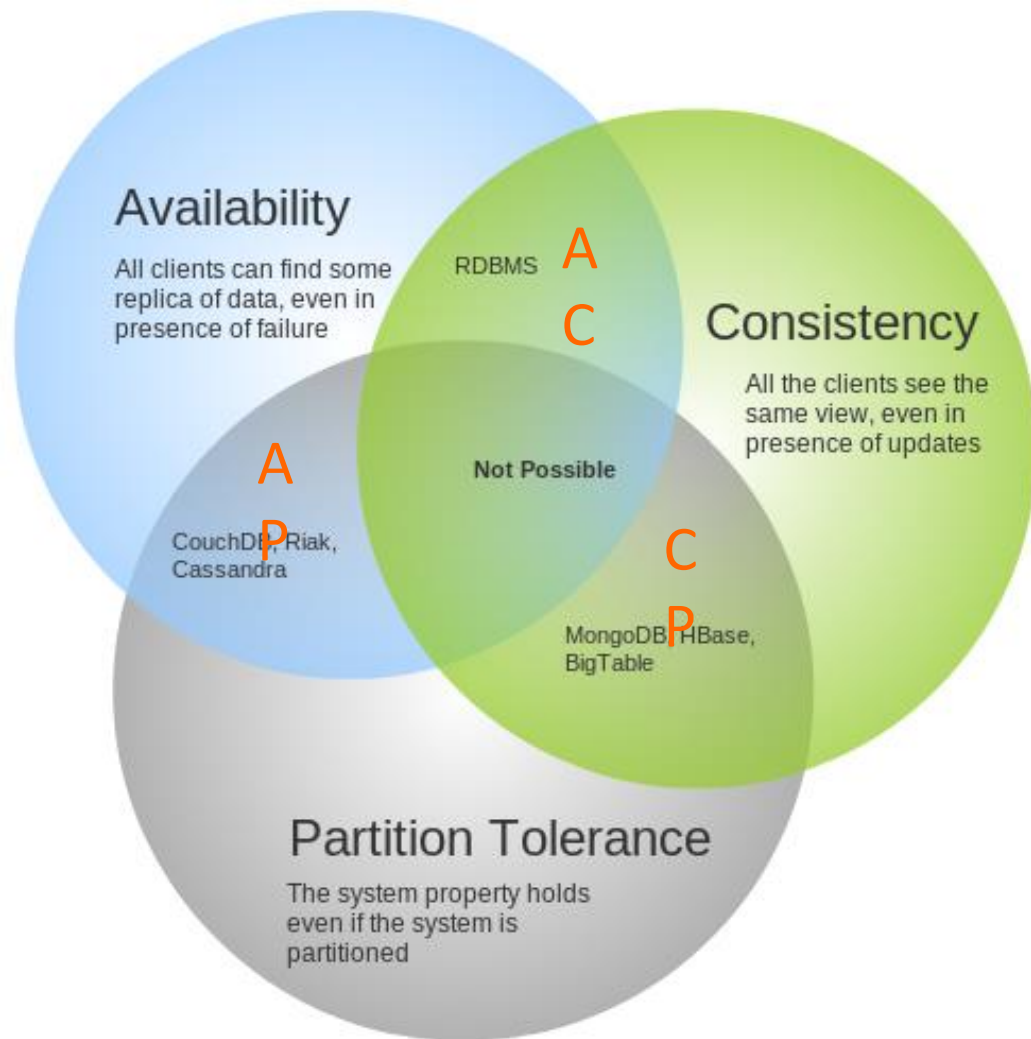 Availability
All clients can find some
replica of data, even in
presence of failure
RDBMS
A
C
Consistency
All the clients see the
same view, even in
presence of updates
A
P
CouchDB, Riak,
Cassandra
Not Possible
C
P
MongoDB, HBase,
BigTable
Partition Tolerance
The system property holds
even if the system is
partitioned